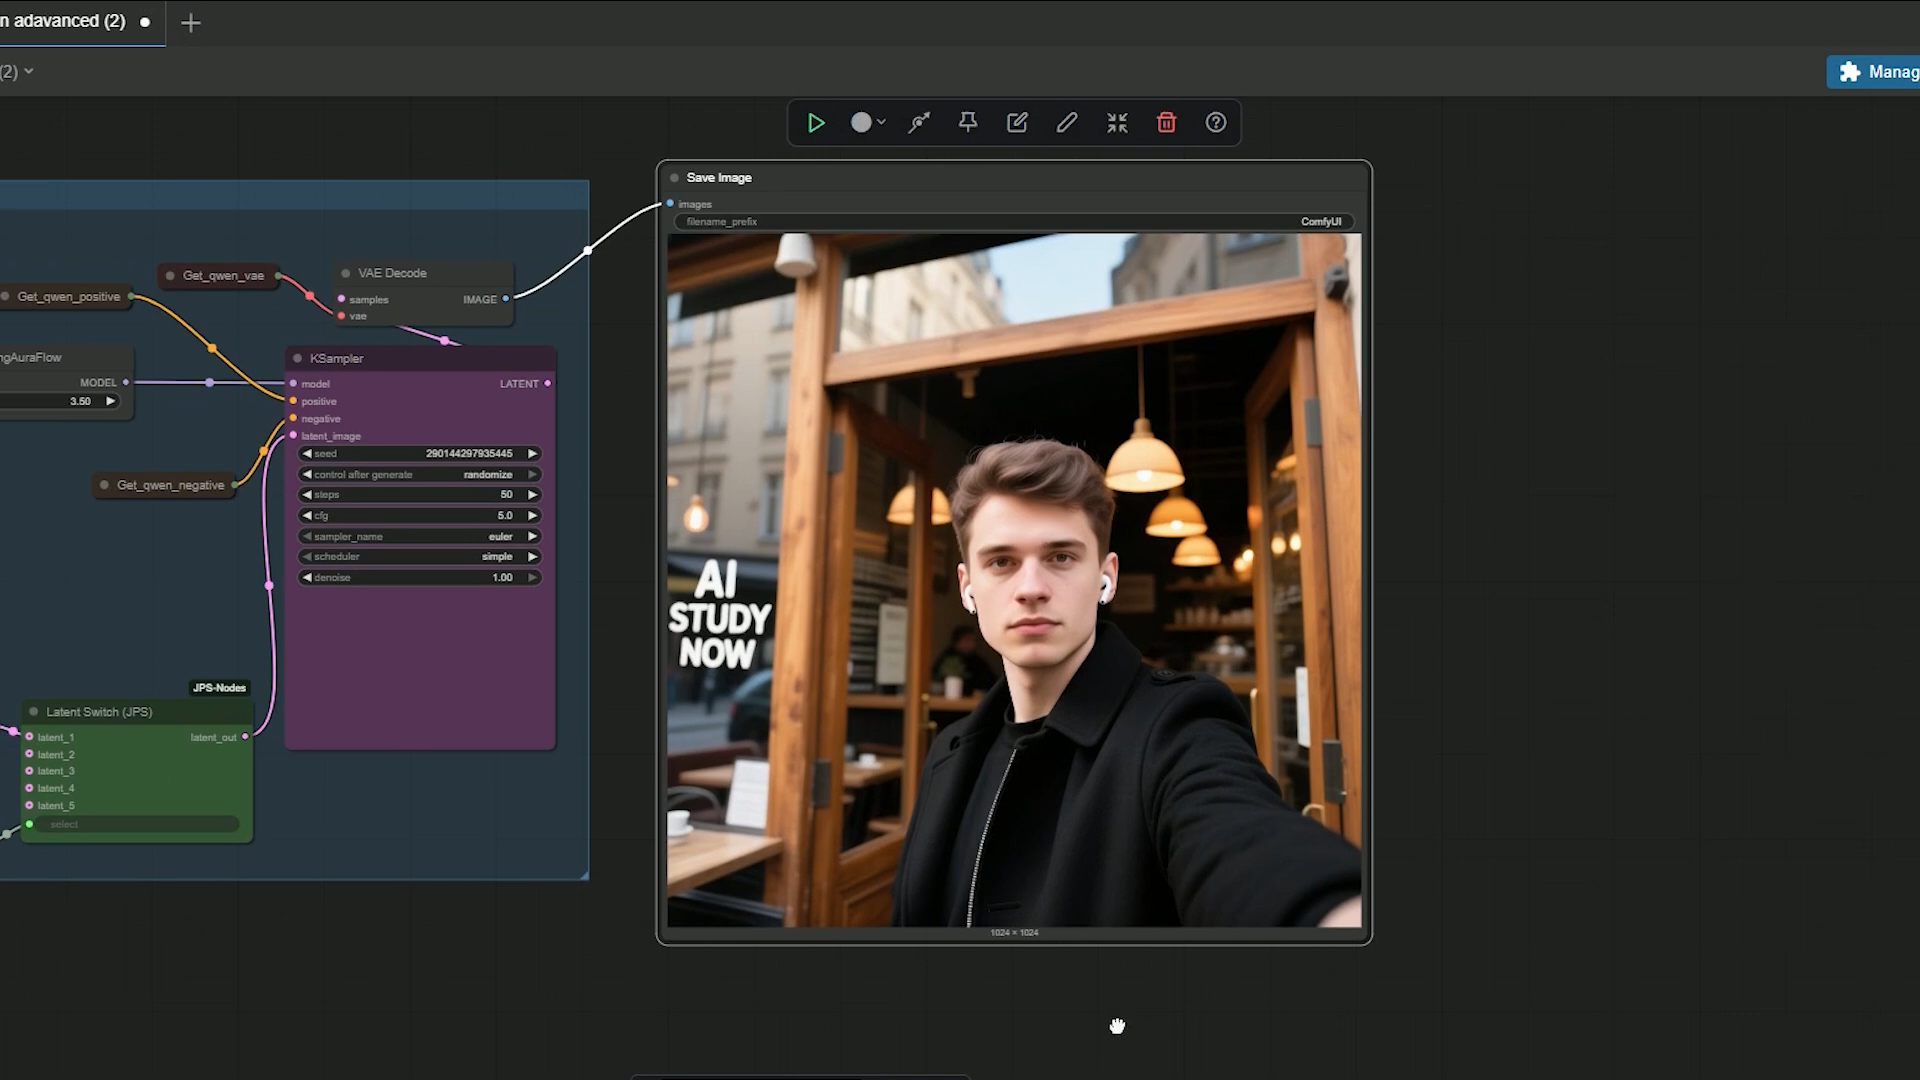 n adavanced (2)
(2)
Manag
Save Image
images
filename_prefix ComfyUI
Get_qwen_vae
VAE Decode
samples IMAGE
vae
Get_qwen_positive
ngAuraFlow
MODEL
3.50
KSampler
model LATENT
positive
negative
latent_image
seed 290144297935445
control after generate randomize
steps 50
cfg 5.0
sampler_name euler
scheduler simple
denoise 1.00
Get_qwen_negative
JPS-Nodes
Latent Switch (JPS)
latent_1 latent_out
latent_2
latent_3
latent_4
latent_5
select
AI
STUDY
NOW
1024 × 1024